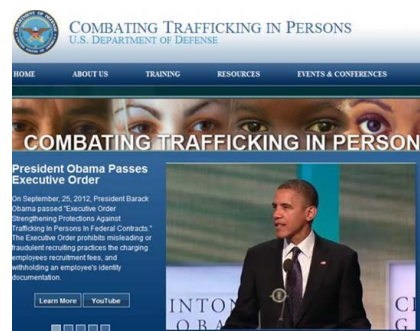 COMBATING TRAFFICKING IN PERSONS
U.S. DEPARTMENT OF DEFENSE
HOME ABOUT US TRAINING RESOURCES EVENTS & CONFERENCES
COMBATING TRAFFICKING IN PERSON
President Obama Passes
Executive Order
On September, 25, 2012, President Barack
Obama passed "Executive Order
Strengthening Protections Against
Trafficking In Persons In Federal Contracts."
The Executive Order prohibits misleading or
fraudulent recruiting practices the charging
employees recruitment fees, and
withholding an employee's identity
documentation.
Learn More YouTube
INTON
OBA